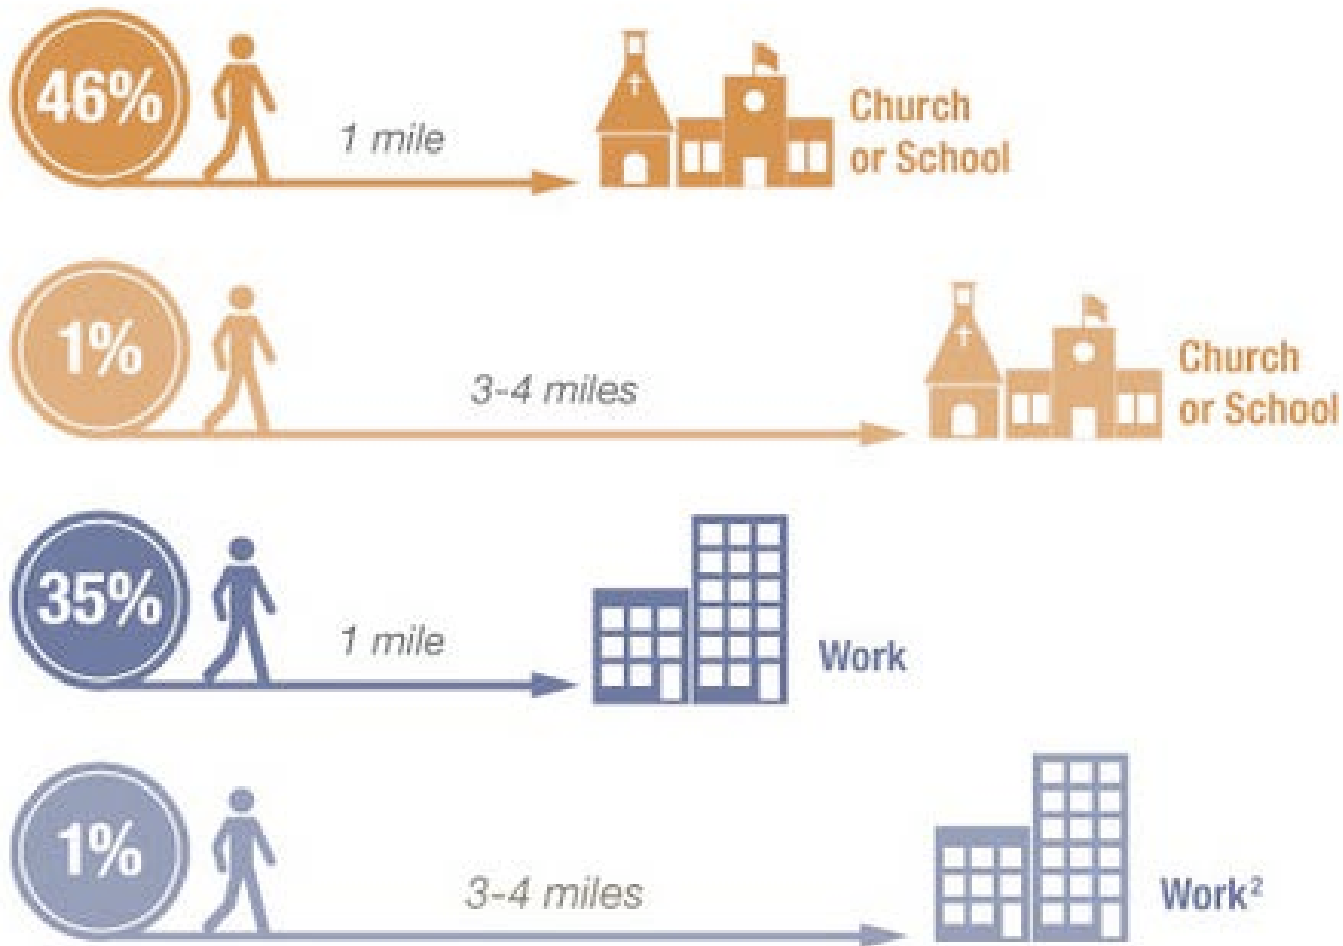 46%
1 mile
Church
or School
1%
3-4 miles
Church
or School
35%
1 mile
Work
1%
3-4 miles
Work²